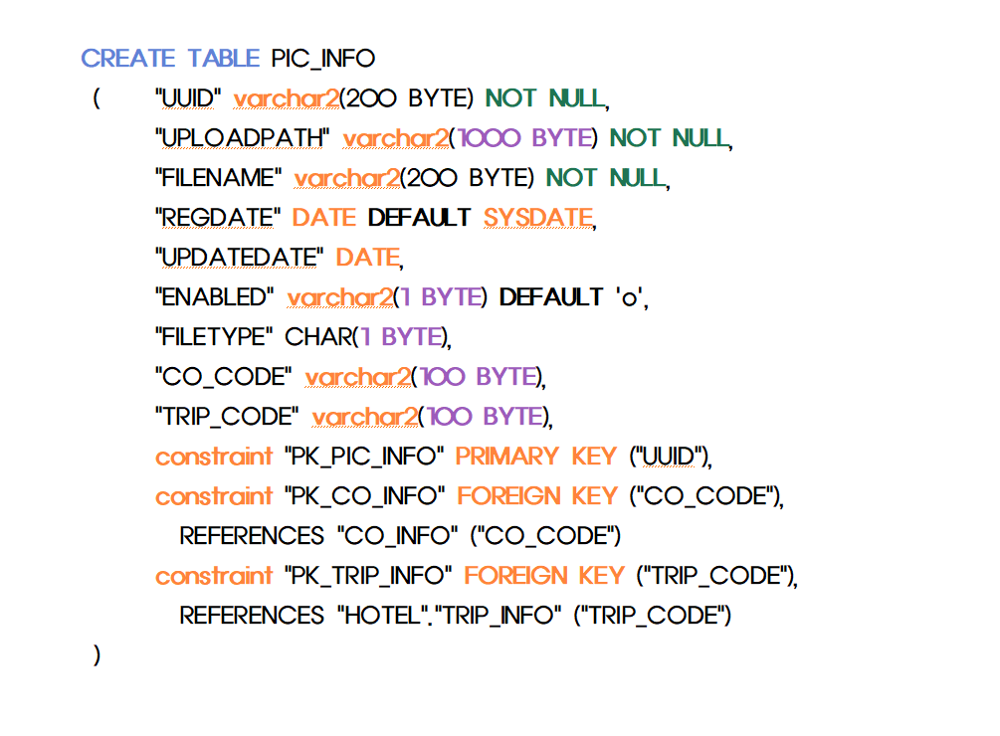 CREATE TABLE PIC_INFO
( "UUID" varchar2(200 BYTE) NOT NULL,
"UPLOADPATH" varchar2(1000 BYTE) NOT NULL,
"FILENAME" varchar2(200 BYTE) NOT NULL,
"REGDATE" DATE DEFAULT SYSDATE,
"UPDATEDATE" DATE,
"ENABLED" varchar2(1 BYTE) DEFAULT 'o',
"FILETYPE" CHAR(1 BYTE),
"CO_CODE" varchar2(100 BYTE),
"TRIP_CODE" varchar2(100 BYTE),
constraint "PK_PIC_INFO" PRIMARY KEY ("UUID"),
constraint "PK_CO_INFO" FOREIGN KEY ("CO_CODE"),
REFERENCES "CO_INFO" ("CO_CODE")
constraint "PK_TRIP_INFO" FOREIGN KEY ("TRIP_CODE"),
REFERENCES "HOTEL"."TRIP_INFO" ("TRIP_CODE")
)